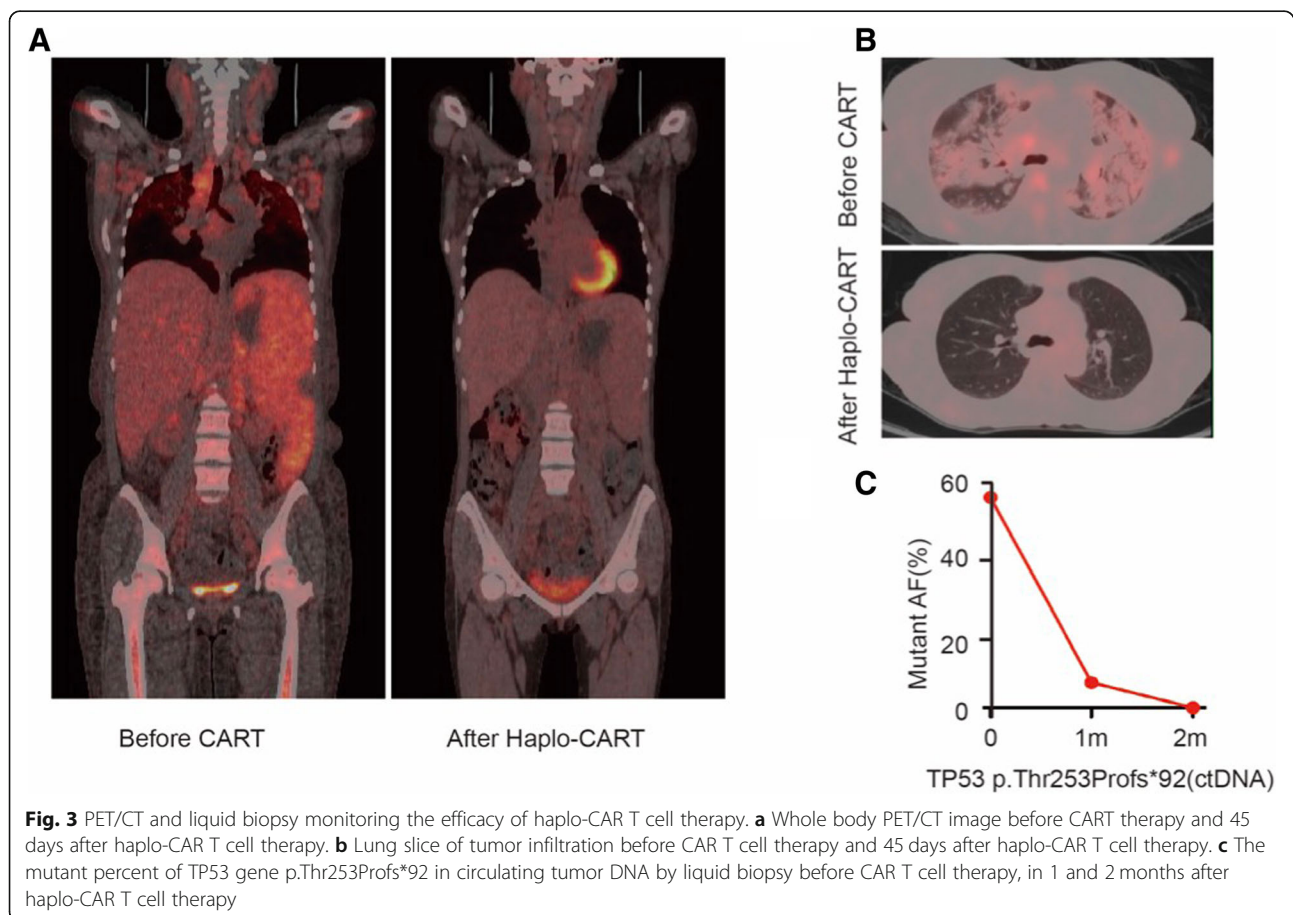 A
B
Before CART
After Haplo-CART
Before CART
After Haplo-CART
C
Mutant AF(%)
60
40
20
0
0 1m 2m
TP53 p.Thr253Profs*92(ctDNA)
Fig. 3 PET/CT and liquid biopsy monitoring the efficacy of haplo-CAR T cell therapy. a Whole body PET/CT image before CART therapy and 45
days after haplo-CAR T cell therapy. b Lung slice of tumor infiltration before CAR T cell therapy and 45 days after haplo-CAR T cell therapy. c The
mutant percent of TP53 gene p.Thr253Profs*92 in circulating tumor DNA by liquid biopsy before CAR T cell therapy, in 1 and 2 months after
haplo-CAR T cell therapy